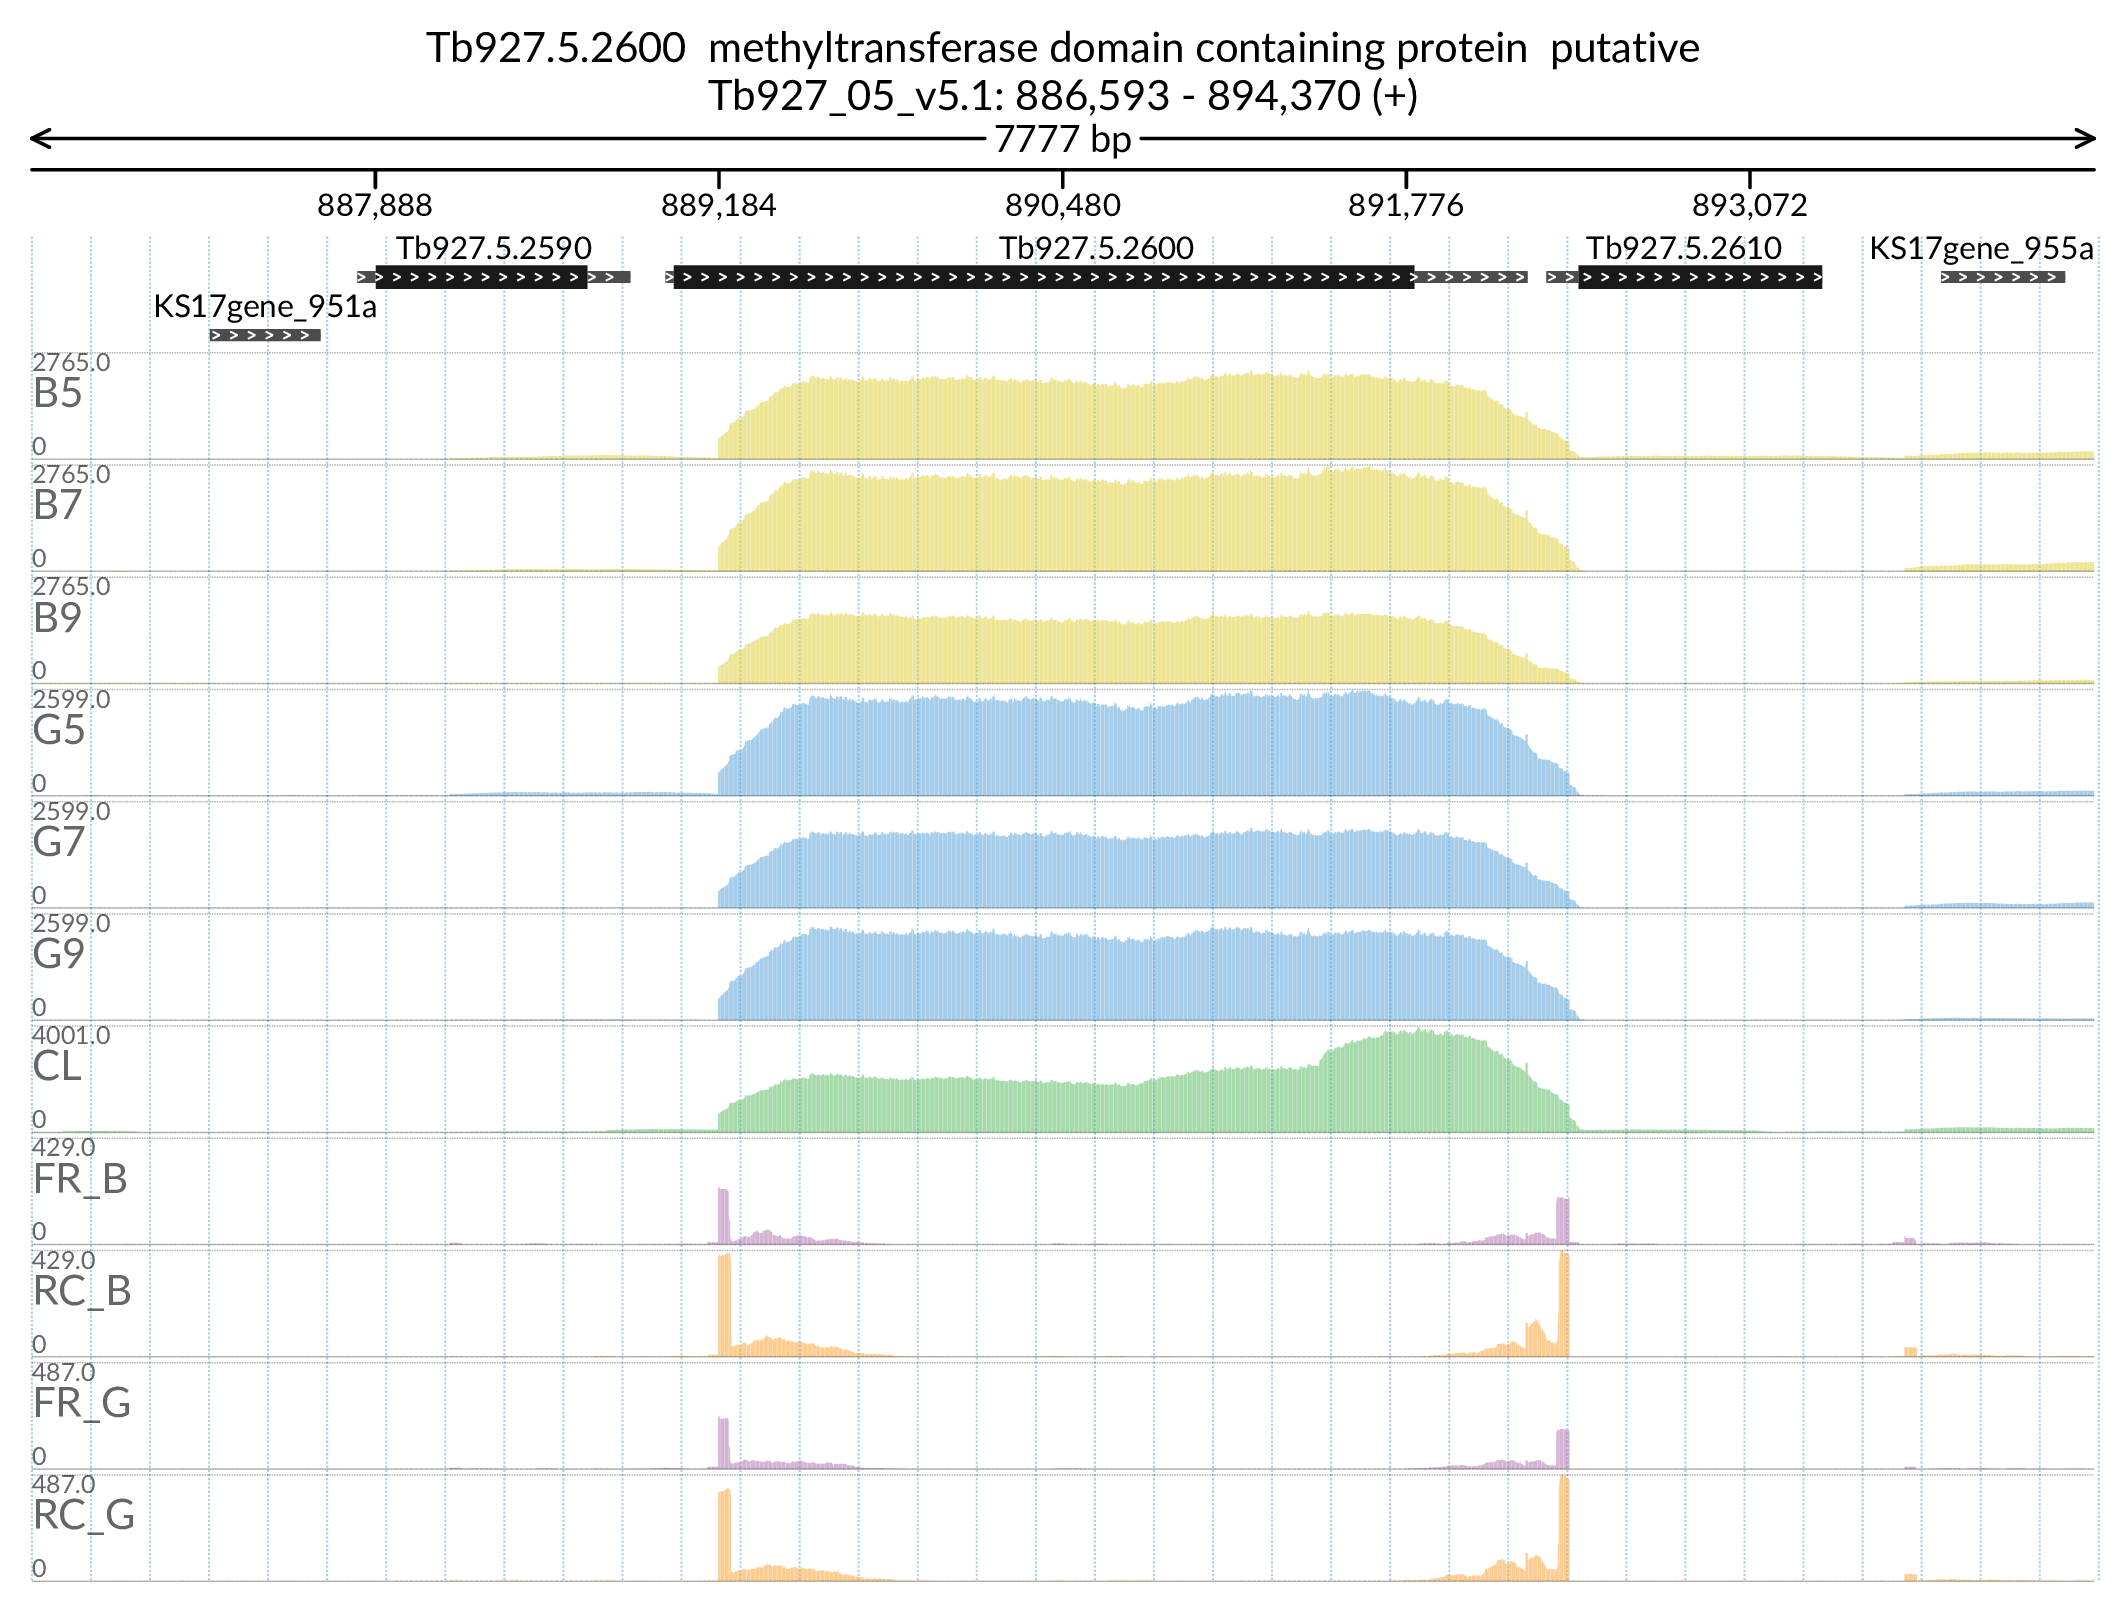 Tb927.5.2600  methyltransferase domain containing protein  putative
Tb927_05_v5.1: 886,593 - 894,370 (+)
7777 bp
887,888 889,184 890,480 891,776 893,072
Tb927.5.2590 Tb927.5.2600 Tb927.5.2610 KS17gene_955a
KS17gene_951a
2765.0
B5
0
2765.0
B7
0
2765.0
B9
0
2599.0
G5
0
2599.0
G7
0
2599.0
G9
0
4001.0
CL
0
429.0
FR_B
0
429.0
RC_B
0
487.0
FR_G
0
487.0
RC_G
0